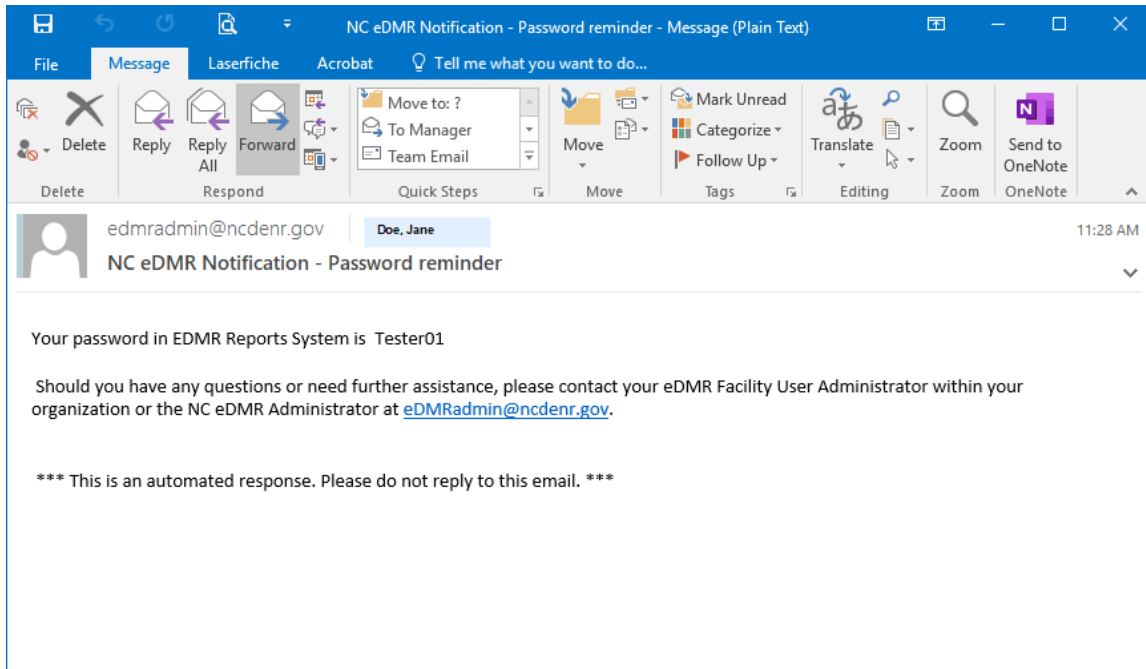 NC eDMR Notification - Password reminder - Message (Plain Text)
File Message Laserfiche Acrobat Tell me what you want to do...
Delete
Reply
Reply All
Forward
Move to: ?
To Manager
Team Email
Move
Mark Unread
Categorize
Follow Up
Translate
Zoom
Send to OneNote
Delete Respond Quick Steps Move Tags Editing Zoom OneNote
edmradmin@ncdenr.gov Doe, Jane 11:28 AM
NC eDMR Notification - Password reminder
Your password in EDMR Reports System is Tester01
Should you have any questions or need further assistance, please contact your eDMR Facility User Administrator within your
organization or the NC eDMR Administrator at eDMRadmin@ncdenr.gov.
*** This is an automated response. Please do not reply to this email. ***